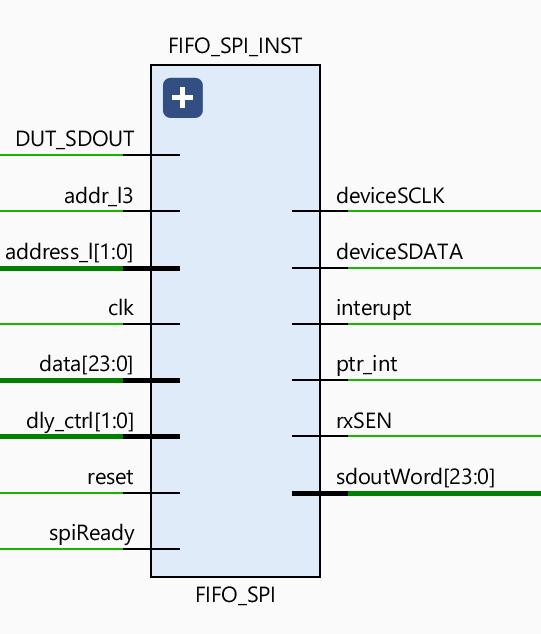 FIFO_SPI_INST
DUT_SDOUT
addr_l3
deviceSCLK
address_l[1:0]
deviceSDATA
clk
interupt
data[23:0]
ptr_int
dly_ctrl[1:0]
rxSEN
reset
sdoutWord[23:0]
spiReady
FIFO_SPI